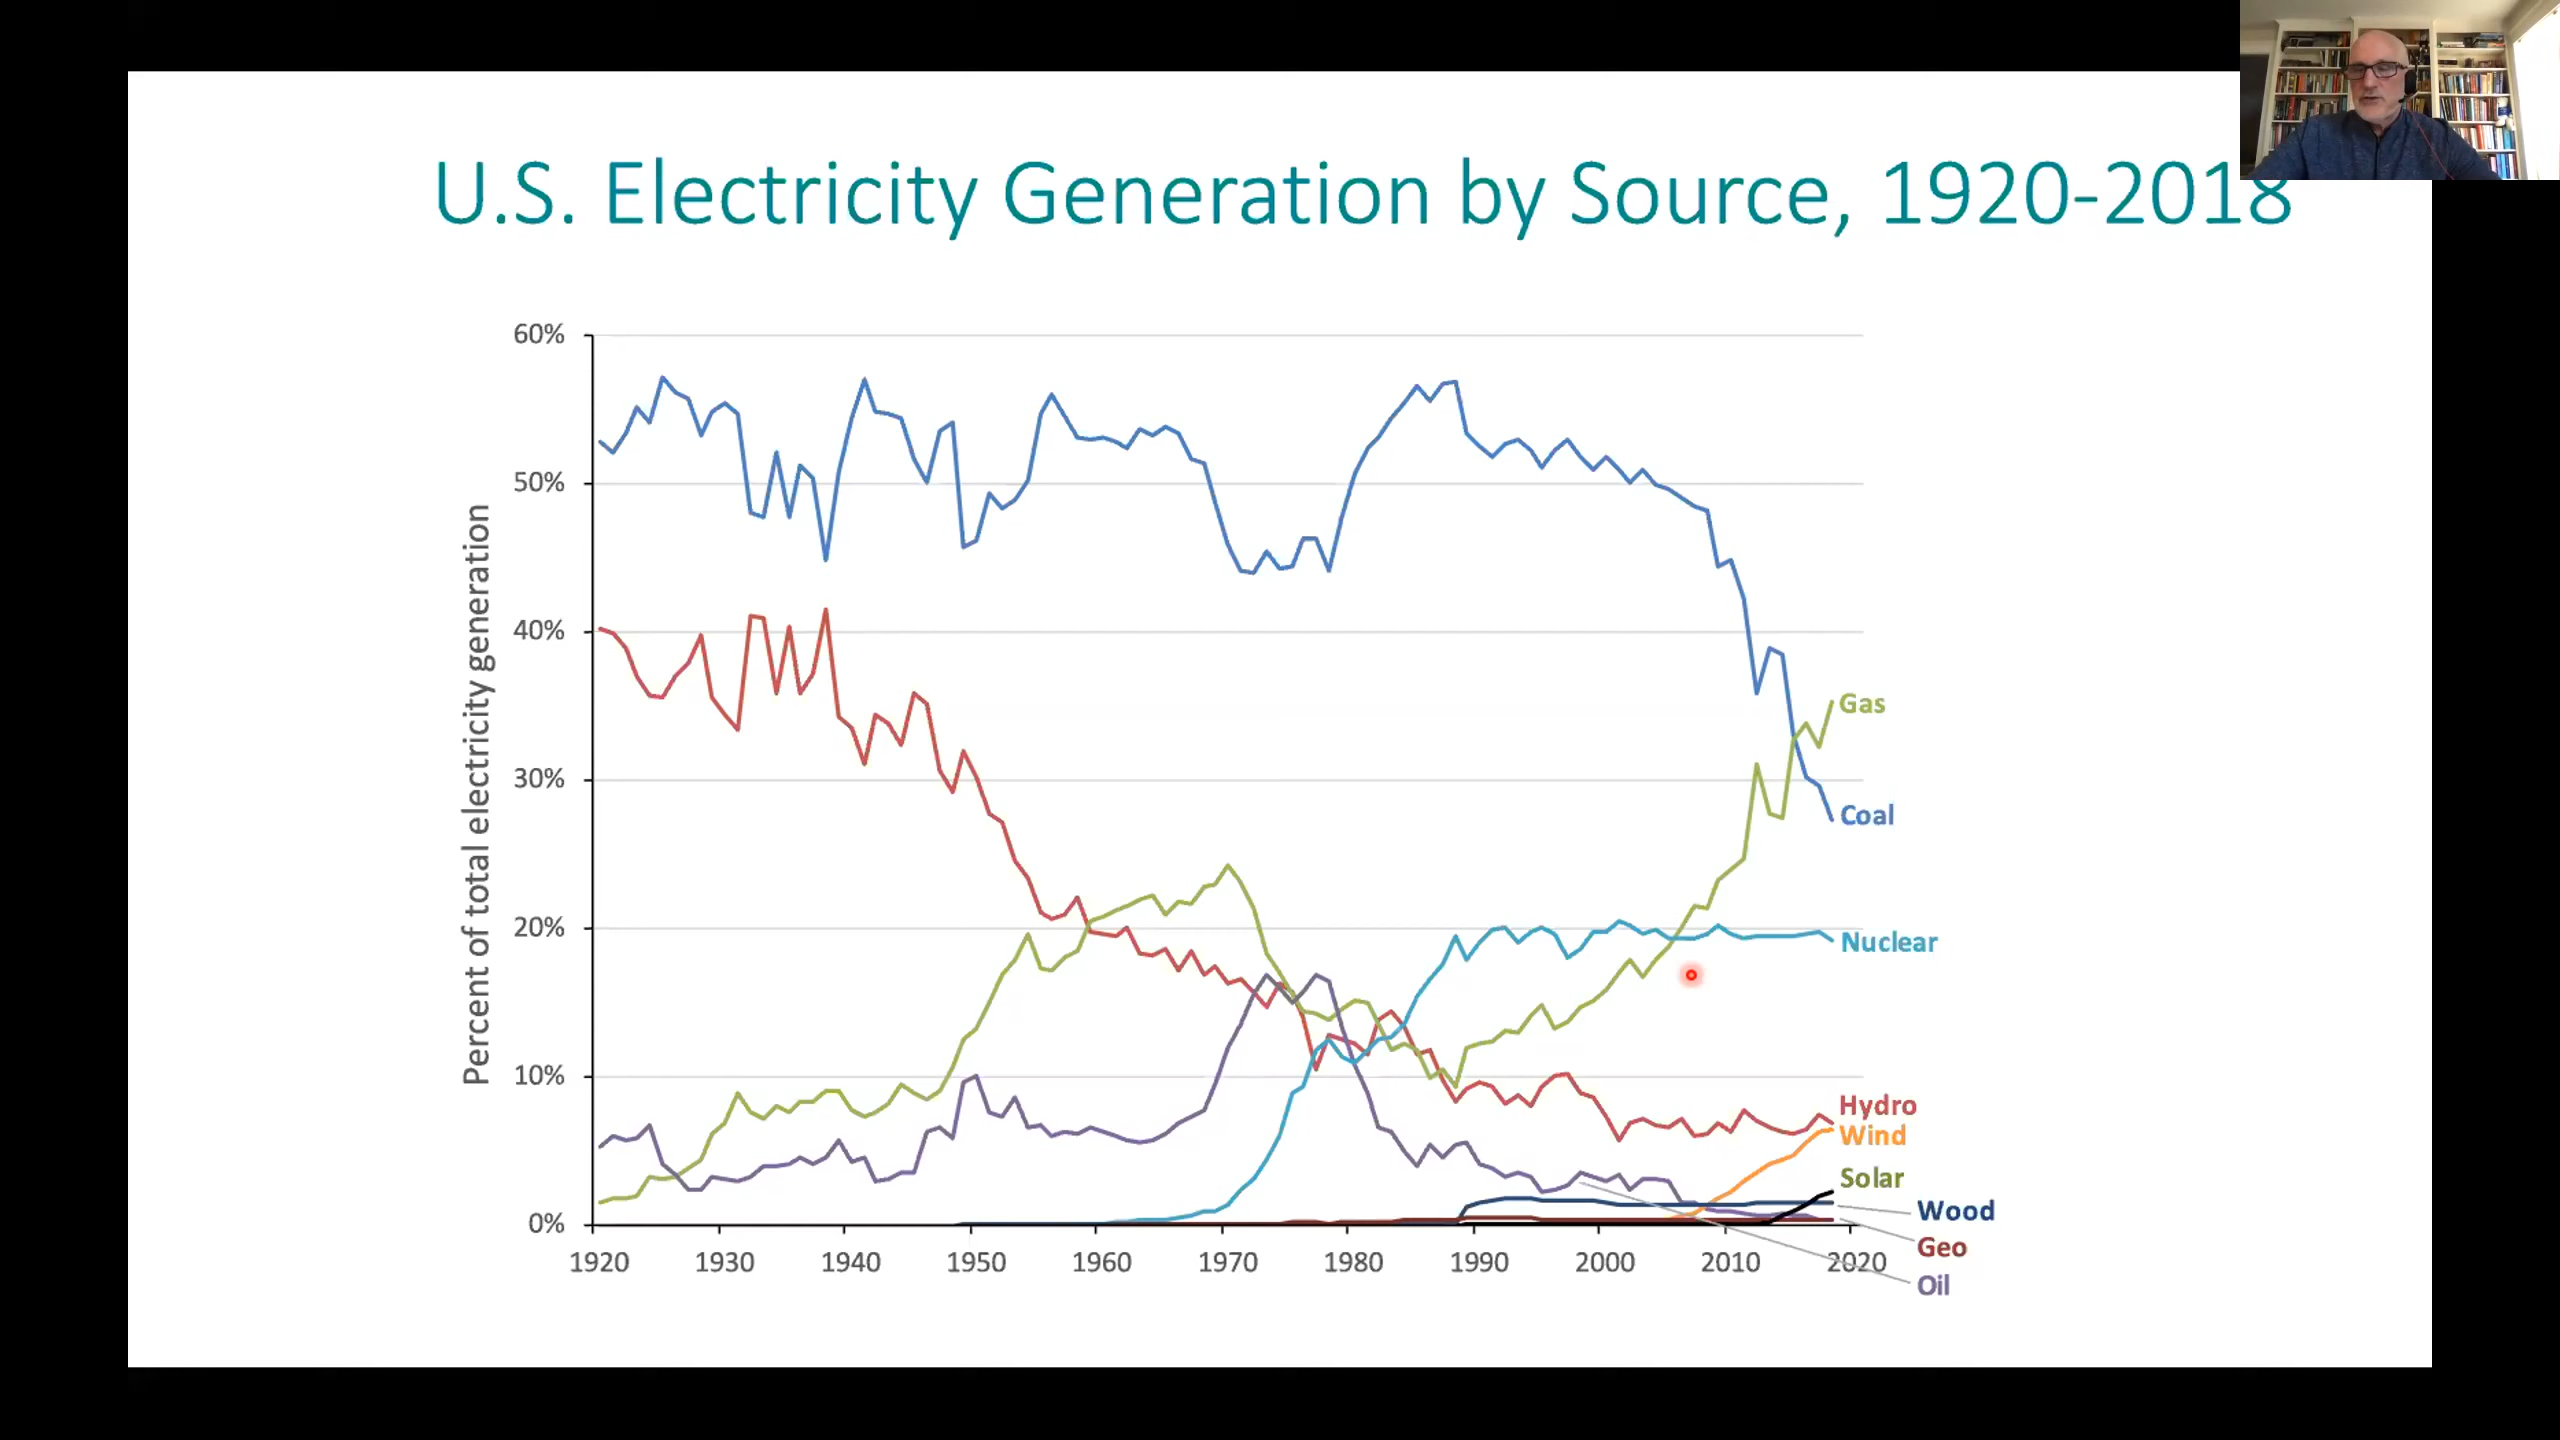 U.S. Electricity Generation by Source, 1920-2018
Percent of total electricity generation
60%
50%
40%
30%
20%
10%
0%
1920
1930
1940
1950
1960
1970
1980
1990
2000
2010
2020
Gas
Coal
Nuclear
Hydro
Wind
Solar
Wood
Geo
Oil